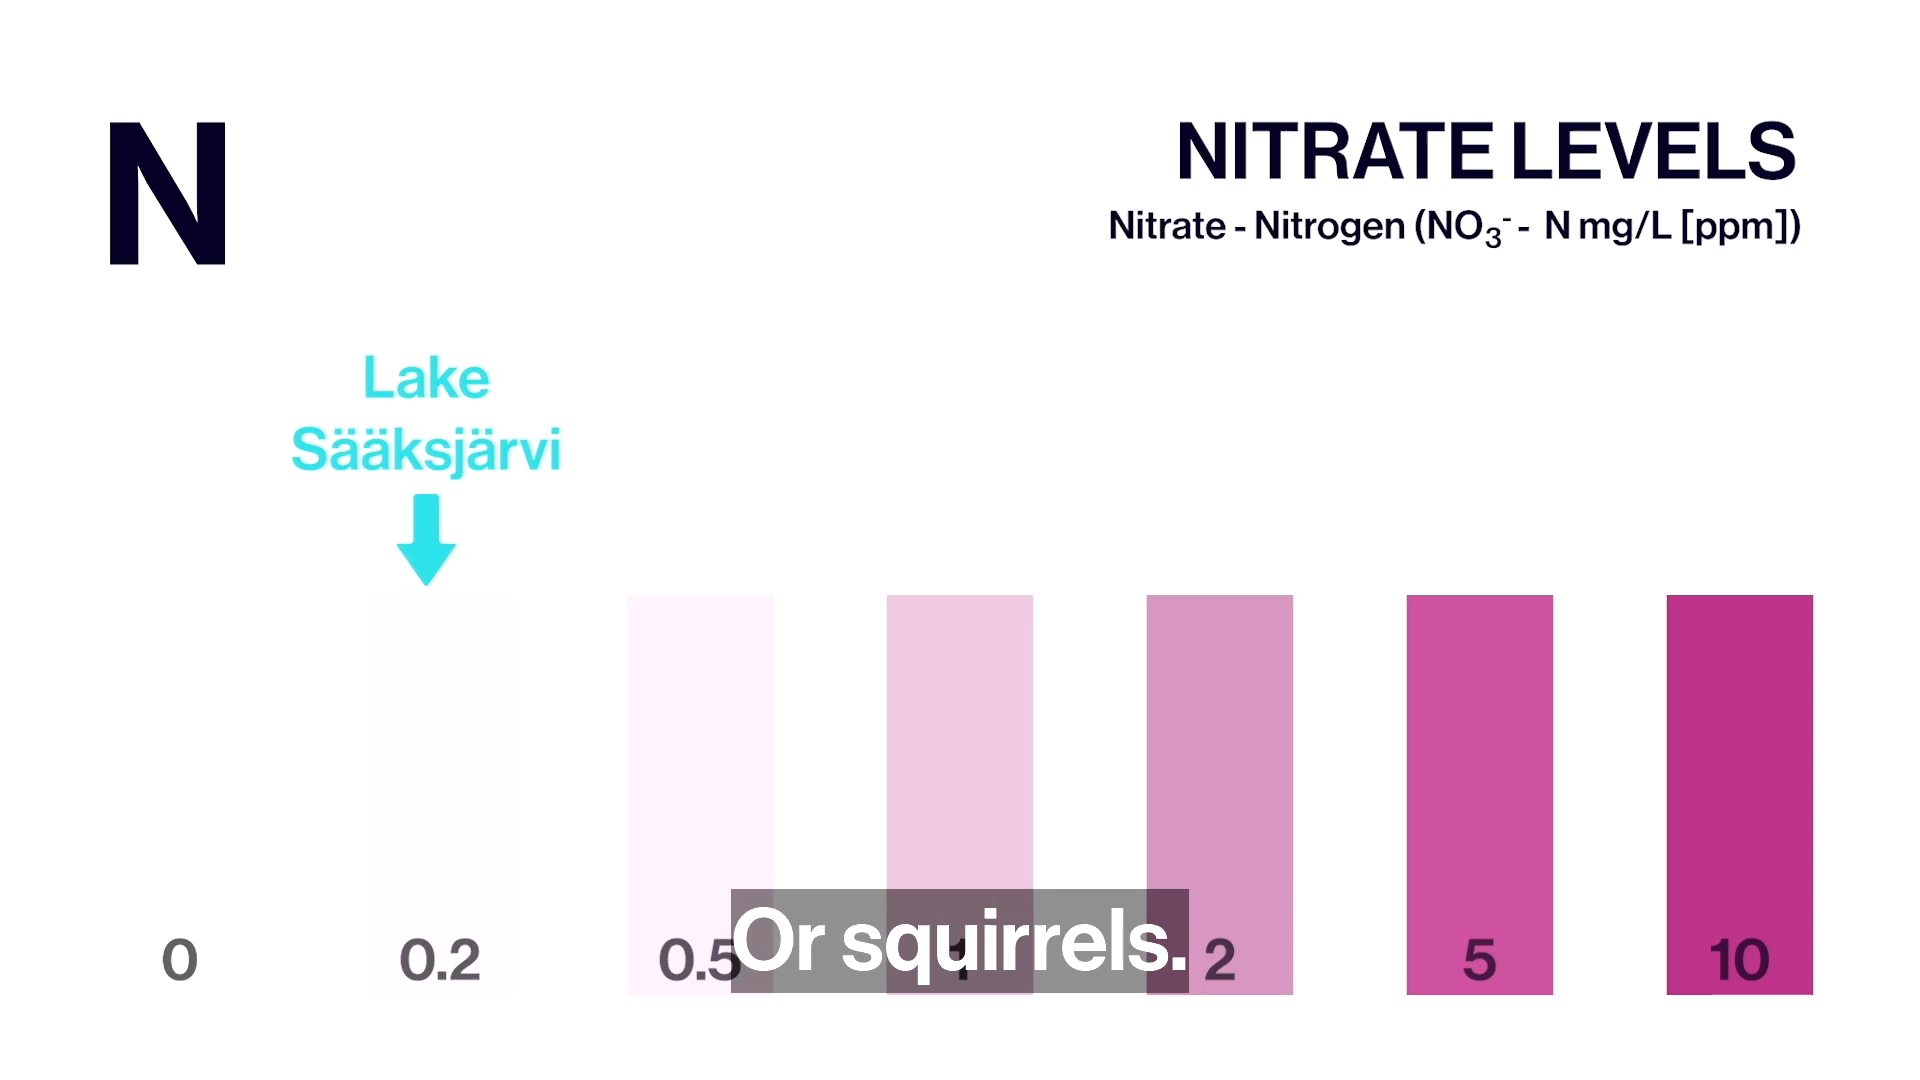 N
NITRATE LEVELS
Nitrate - Nitrogen (NO₃⁻ - N mg/L [ppm])
Lake
Sääksjärvi
0 0.2 0.5 1 2 5 10
Or squirrels.